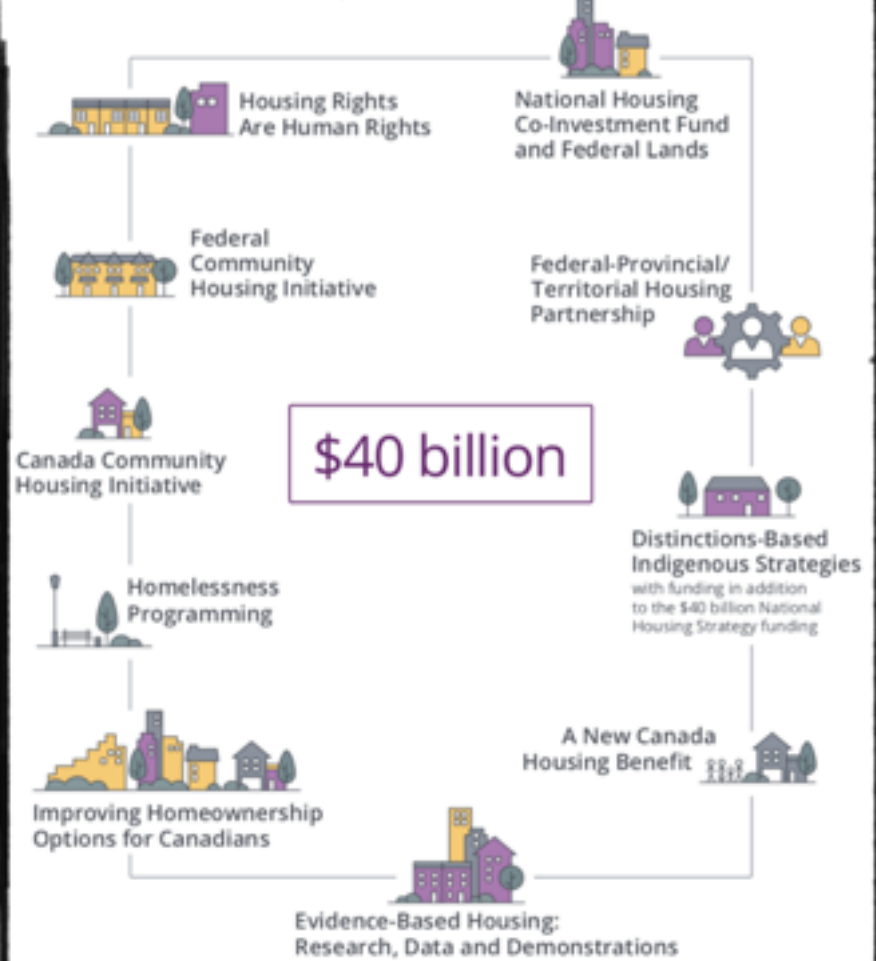 Housing Rights
Are Human Rights
National Housing
Co-Investment Fund
and Federal Lands
Federal
Community
Housing Initiative
Federal-Provincial/
Territorial Housing
Partnership
$40 billion
Canada Community
Housing Initiative
Distinctions-Based
Indigenous Strategies
with funding in addition
to the $40 billion National
Housing Strategy funding
Homelessness
Programming
A New Canada
Housing Benefit
Improving Homeownership
Options for Canadians
Evidence-Based Housing:
Research, Data and Demonstrations